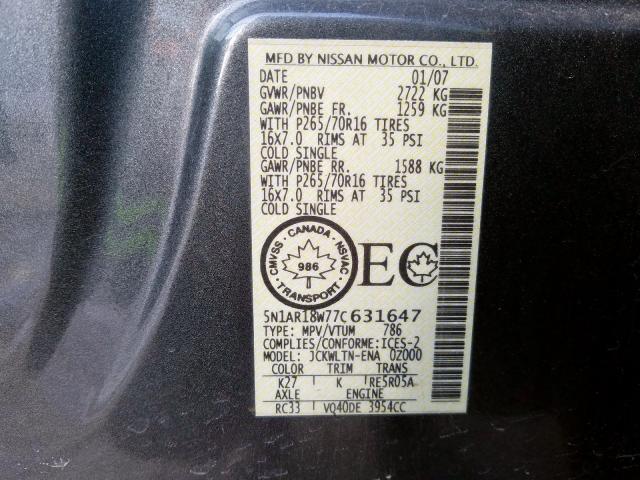 MFD BY NISSAN MOTOR CO., LTD.
DATE 01/07
GVWR/PNBV 2722 KG
GAWR/PNBE FR. 1259 KG
WITH P265/70R16 TIRES
16X7.0 RIMS AT 35 PSI
COLD SINGLE
GAWR/PNBE RR. 1588 KG
WITH P265/70R16 TIRES
16X7.0 RIMS AT 35 PSI
COLD SINGLE
CMVSS · CANADA · NSVAC · TRANSPORT ·
986
EC
5N1AR18W77C631647
TYPE: MPV/VTUM 786
COMPLIES/CONFORME:ICES-2
MODEL: JCKWLTN-ENA 0Z000
COLOR TRIM TRANS
K27 K RE5R05A
AXLE ENGINE
RC33 VQ40DE 3954CC